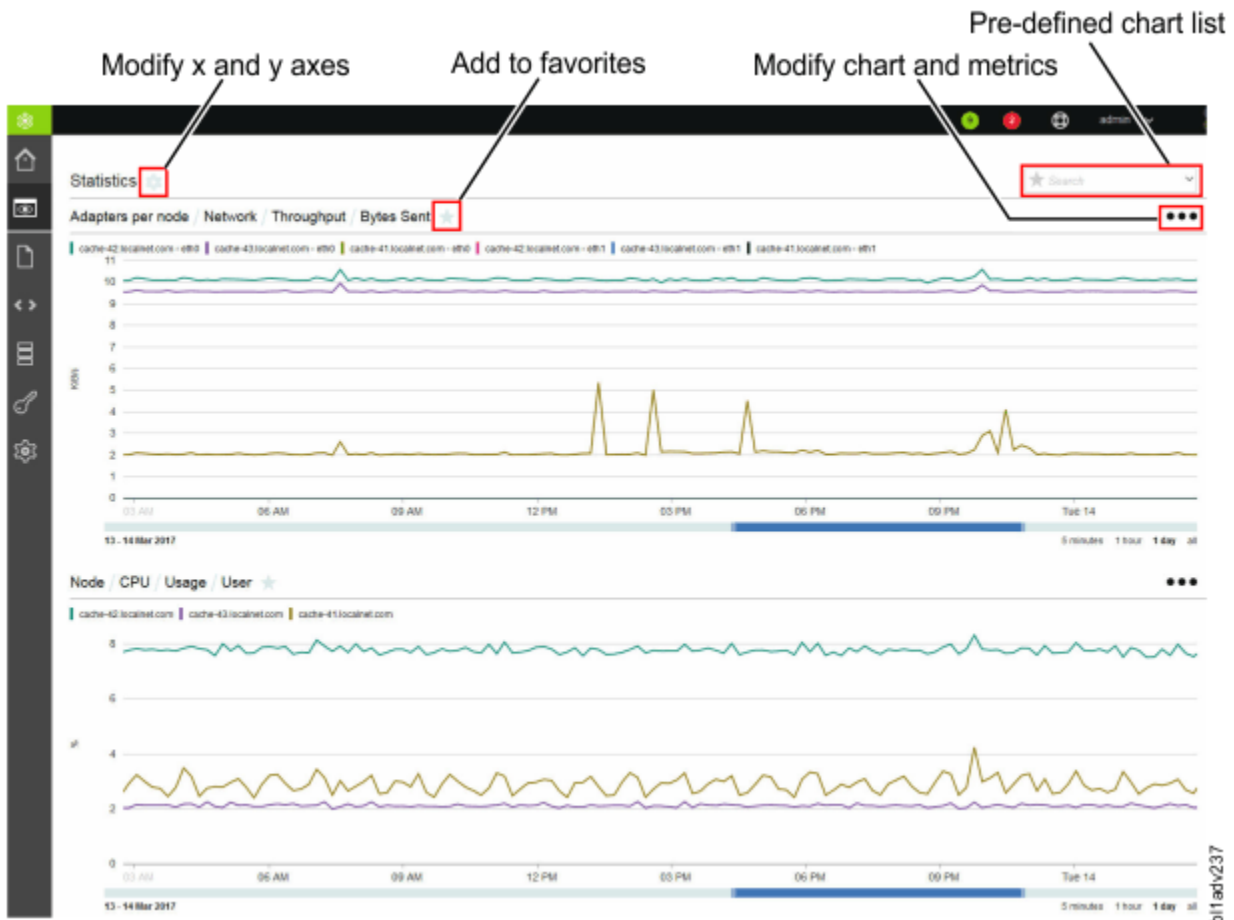 Pre-defined chart list
Modify x and y axes
Add to favorites
Modify chart and metrics
9
2
admin
Statistics
Search
Adapters per node / Network / Throughput / Bytes Sent
cache-42.localnet.com - eth0 cache-43.localnet.com - eth0 cache-41.localnet.com - eth0 cache-42.localnet.com - eth1 cache-43.localnet.com - eth1 cache-41.localnet.com - eth1
11
10
9
8
7
6
5
4
3
2
1
0
03 AM 06 AM 09 AM 12 PM 03 PM 06 PM 09 PM Tue 14
13 - 14 Mar 2017
5 minutes 1 hour 1 day all
Node / CPU / Usage / User
cache-42.localnet.com cache-43.localnet.com cache-41.localnet.com
8
6
%
4
2
0
03 AM 06 AM 09 AM 12 PM 03 PM 06 PM 09 PM Tue 14
13 - 14 Mar 2017
5 minutes 1 hour 1 day all
bl1adv237